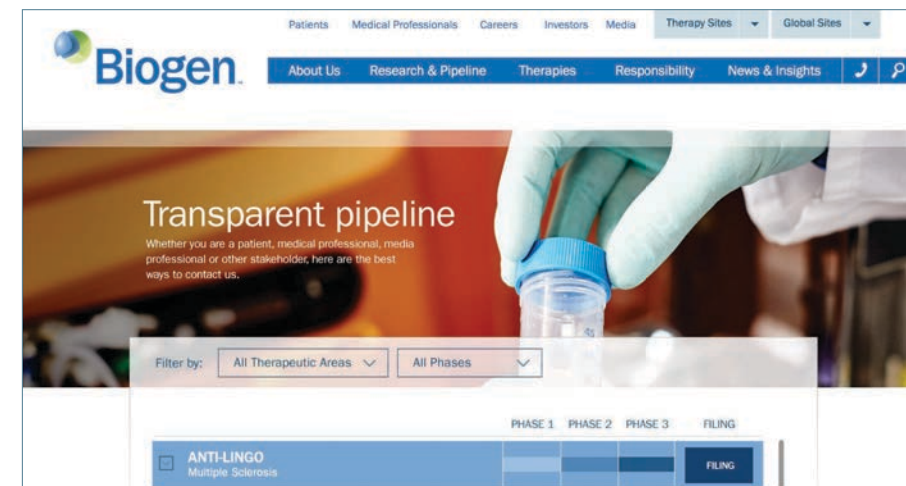 Patients Medical Professionals Careers Investors Media Therapy Sites Global Sites
Biogen.
About Us Research & Pipeline Therapies Responsibility News & Insights
Transparent pipeline
Whether you are a patient, medical professional, media
professional or other stakeholder, here are the best
ways to contact us.
Filter by: All Therapeutic Areas All Phases
PHASE 1 PHASE 2 PHASE 3 FILING
ANTI-LINGO
Multiple Sclerosis
FILING